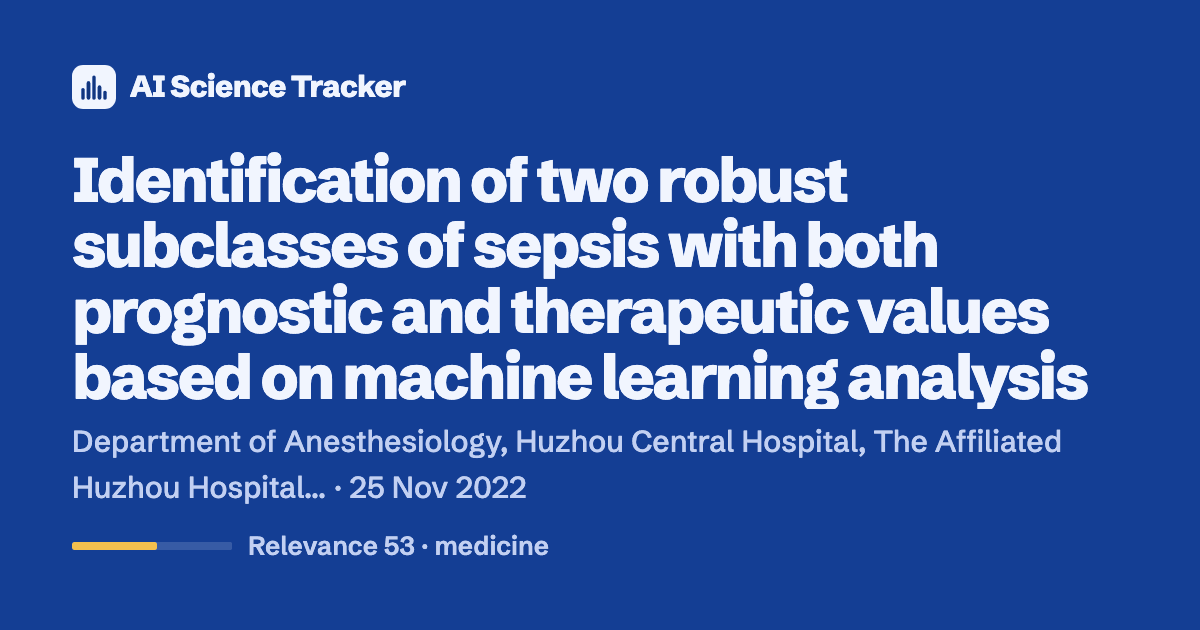 AI Science Tracker
Identification of two robust
subclasses of sepsis with both
prognostic and therapeutic values
based on machine learning analysis
Department of Anesthesiology, Huzhou Central Hospital, The Affiliated
Huzhou Hospital... · 25 Nov 2022
Relevance 53 · medicine